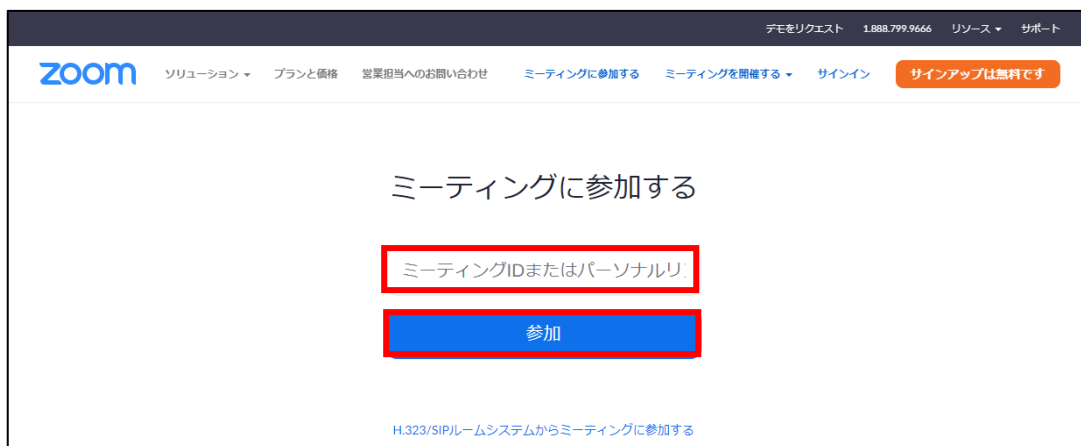 デモをリクエスト 1.888.799.9666 リソース サポート
zoom ソリューション プランと価格 営業担当へのお問い合わせ ミーティングに参加する ミーティングを開催する サインイン サインアップは無料です
ミーティングに参加する
ミーティングIDまたはパーソナルリ
参加
H.323/SIPルームシステムからミーティングに参加する